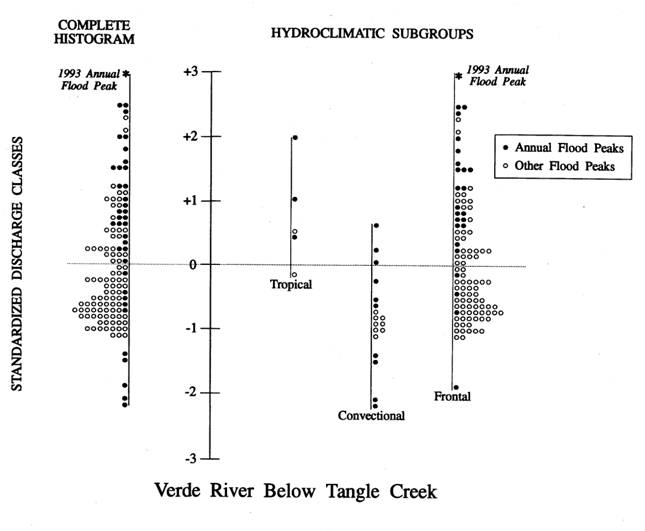 COMPLETE
HISTOGRAM
HYDROCLIMATIC SUBGROUPS
1993 Annual
Flood Peak
*
+3
* 1993 Annual
Flood Peak
+2
• Annual Flood Peaks
○ Other Flood Peaks
+1
STANDARDIZED DISCHARGE CLASSES
0
Tropical
-1
-2
Frontal
Convectional
-3
Verde River Below Tangle Creek